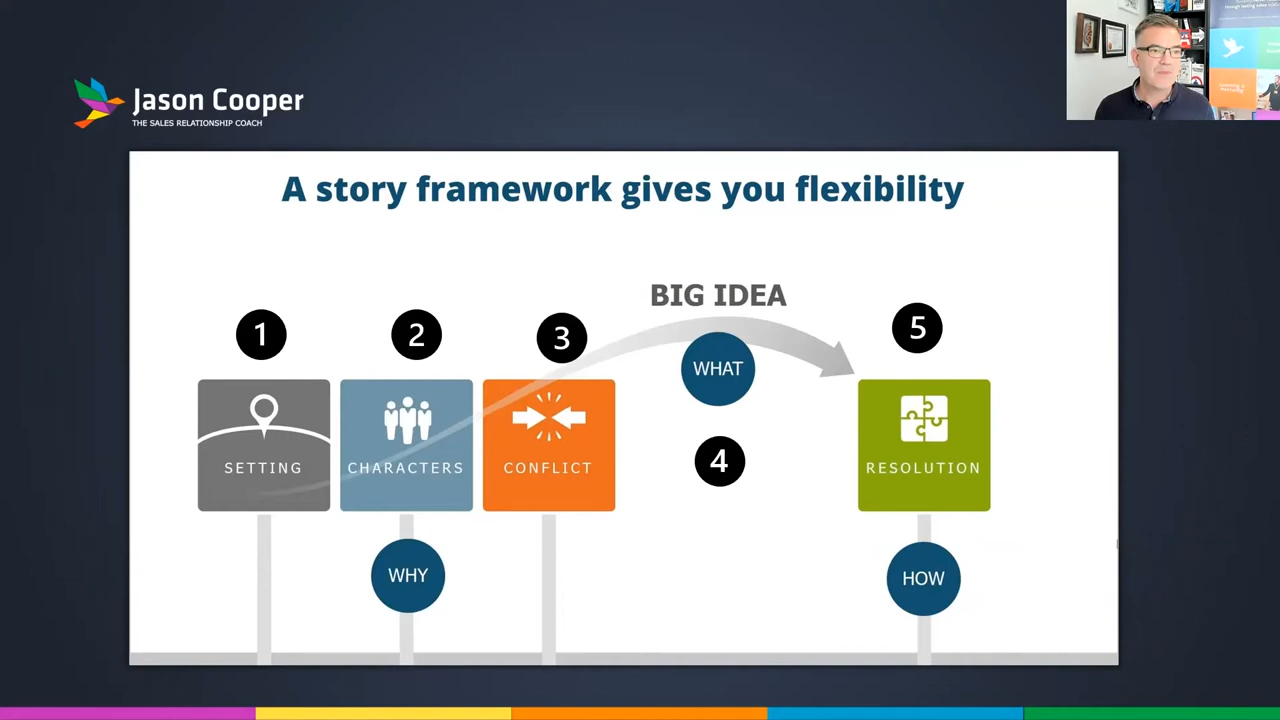 Jason Cooper
THE SALES RELATIONSHIP COACH
A story framework gives you flexibility
BIG IDEA
1
2
3
5
WHAT
4
SETTING
CHARACTERS
CONFLICT
RESOLUTION
WHY
HOW